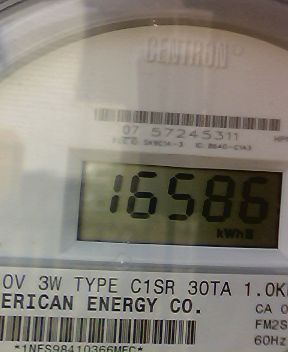 CENTRON
07 57245311
16586
kWh
0V 3W TYPE C1SR 30TA 1.0K
ERICAN ENERGY CO.
CA 0
FM2S
60Hz
*1NFS98410366MFC*